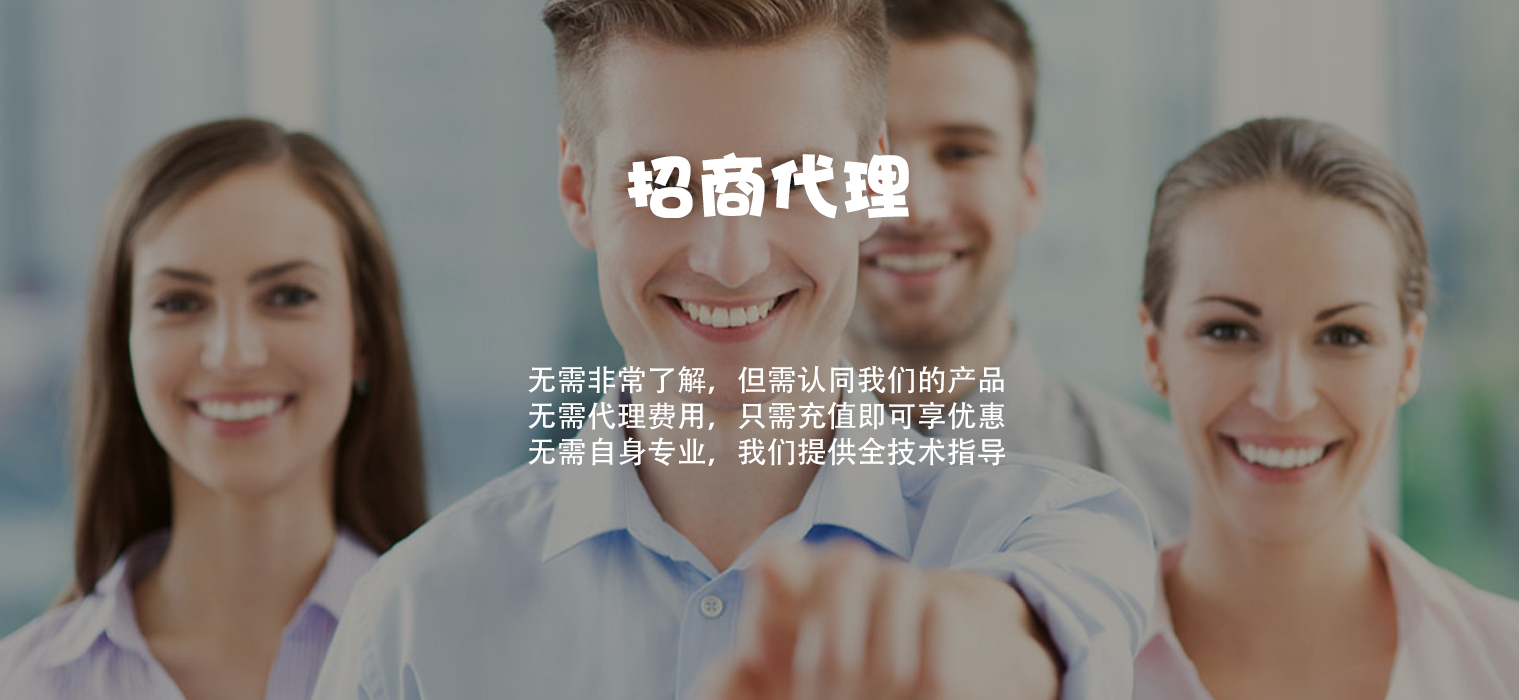 招商代理
无需非常了解，但需认同我们的产品
无需代理费用，只需充值即可享优惠
无需自身专业，我们提供全技术指导